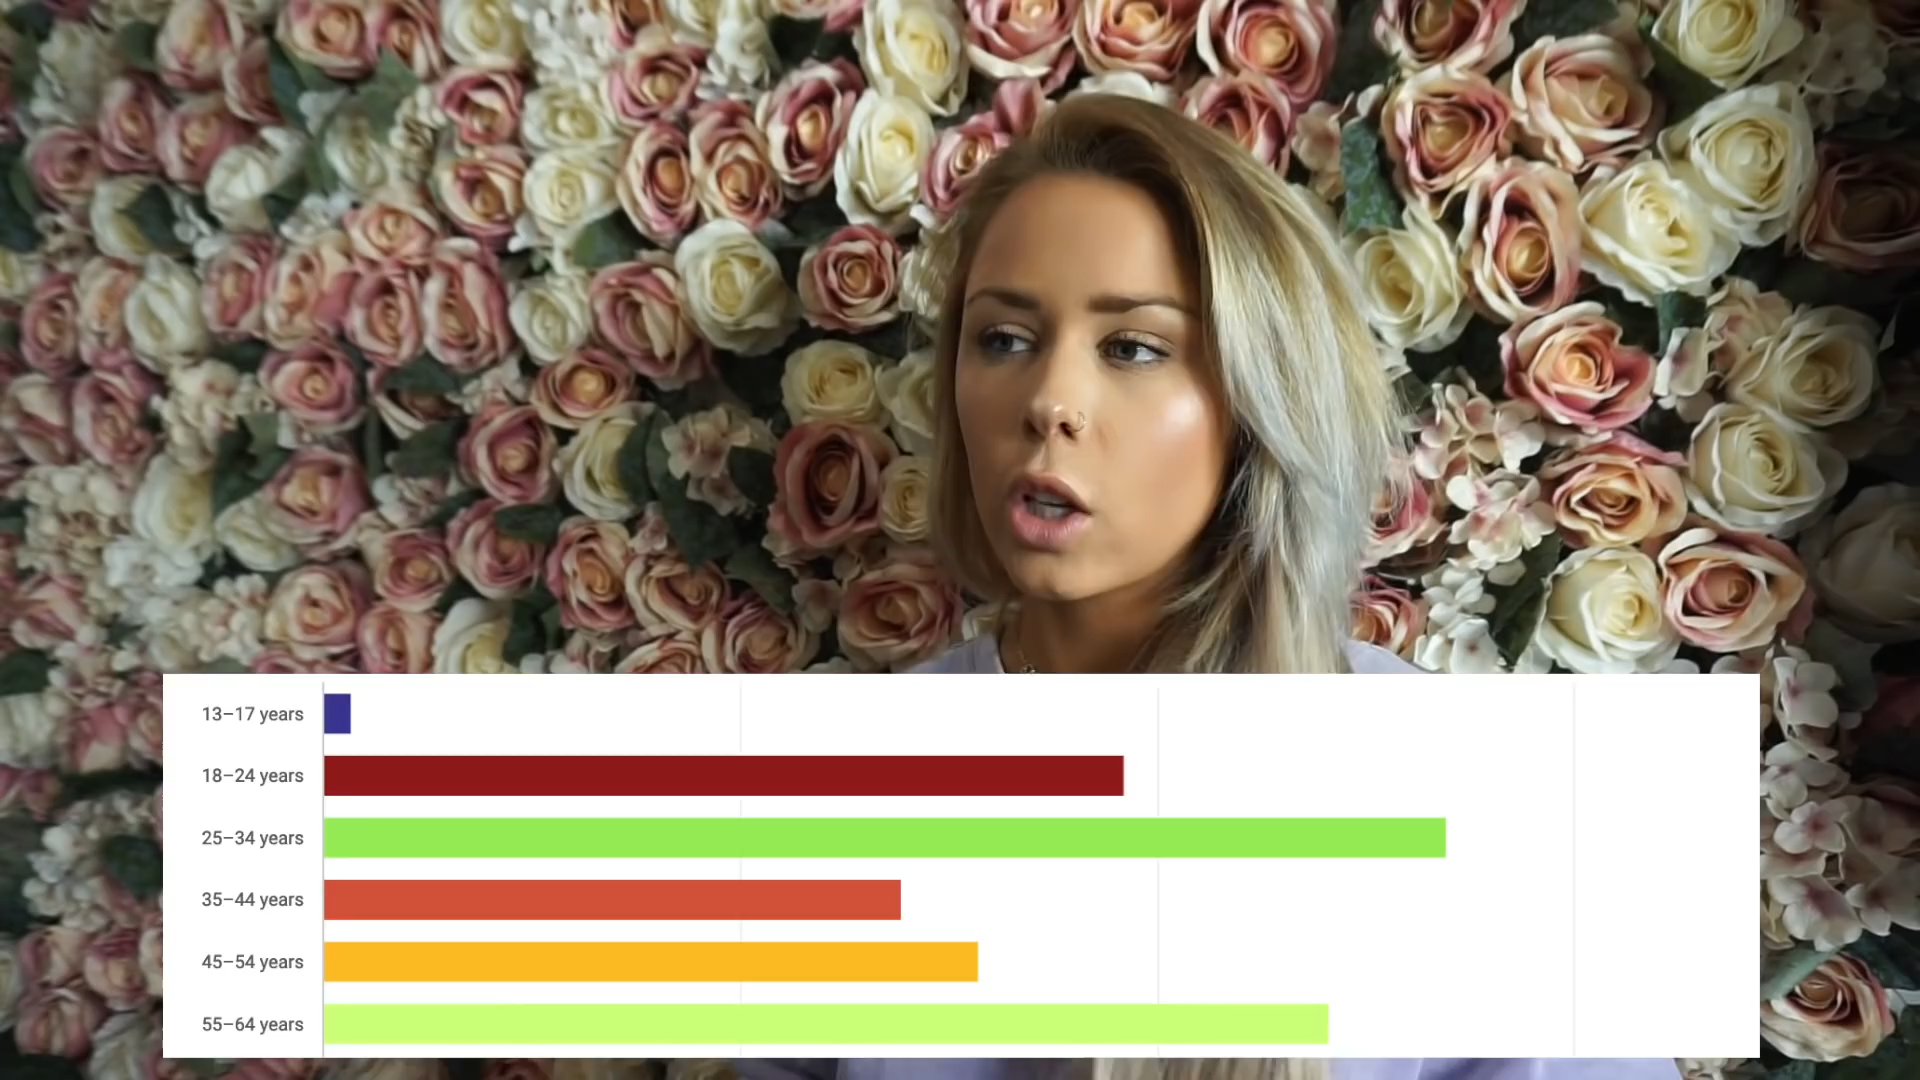 13–17 years
18–24 years
25–34 years
35–44 years
45–54 years
55–64 years